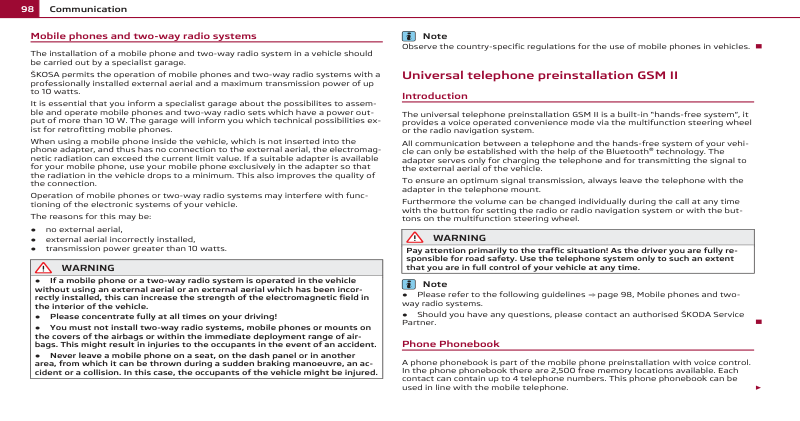 98 Communication
Mobile phones and two-way radio systems
The installation of a mobile phone and two-way radio system in a vehicle should
be carried out by a specialist garage.
ŠKOSA permits the operation of mobile phones and two-way radio systems with a
professionally installed external aerial and a maximum transmission power of up
to 10 watts.
It is essential that you inform a specialist garage about the possibilites to assem-
ble and operate mobile phones and two-way radio sets which have a power out-
put of more than 10 W. The garage will inform you which technical possibilities ex-
ist for retrofitting mobile phones.
When using a mobile phone inside the vehicle, which is not inserted into the
phone adapter, and thus has no connection to the external aerial, the electromag-
netic radiation can exceed the current limit value. If a suitable adapter is available
for your mobile phone, use your mobile phone exclusively in the adapter so that
the radiation in the vehicle drops to a minimum. This also improves the quality of
the connection.
Operation of mobile phones or two-way radio systems may interfere with func-
tioning of the electronic systems of your vehicle.
The reasons for this may be:
● no external aerial,
● external aerial incorrectly installed,
● transmission power greater than 10 watts.
WARNING
● If a mobile phone or a two-way radio system is operated in the vehicle
without using an external aerial or an external aerial which has been incor-
rectly installed, this can increase the strength of the electromagnetic field in
the interior of the vehicle.
● Please concentrate fully at all times on your driving!
● You must not install two-way radio systems, mobile phones or mounts on
the covers of the airbags or within the immediate deployment range of air-
bags. This might result in injuries to the occupants in the event of an accident.
● Never leave a mobile phone on a seat, on the dash panel or in another
area, from which it can be thrown during a sudden braking manoeuvre, an ac-
cident or a collision. In this case, the occupants of the vehicle might be injured.
Note
Observe the country-specific regulations for the use of mobile phones in vehicles.
Universal telephone preinstallation GSM II
Introduction
The universal telephone preinstallation GSM II is a built-in "hands-free system", it
provides a voice operated convenience mode via the multifunction steering wheel
or the radio navigation system.
All communication between a telephone and the hands-free system of your vehi-
cle can only be established with the help of the Bluetooth® technology. The
adapter serves only for charging the telephone and for transmitting the signal to
the external aerial of the vehicle.
To ensure an optimum signal transmission, always leave the telephone with the
adapter in the telephone mount.
Furthermore the volume can be changed individually during the call at any time
with the button for setting the radio or radio navigation system or with the but-
tons on the multifunction steering wheel.
WARNING
Pay attention primarily to the traffic situation! As the driver you are fully re-
sponsible for road safety. Use the telephone system only to such an extent
that you are in full control of your vehicle at any time.
Note
● Please refer to the following guidelines ⇒ page 98, Mobile phones and two-
way radio systems.
● Should you have any questions, please contact an authorised ŠKODA Service
Partner.
Phone Phonebook
A phone phonebook is part of the mobile phone preinstallation with voice control.
In the phone phonebook there are 2,500 free memory locations available. Each
contact can contain up to 4 telephone numbers. This phone phonebook can be
used in line with the mobile telephone.